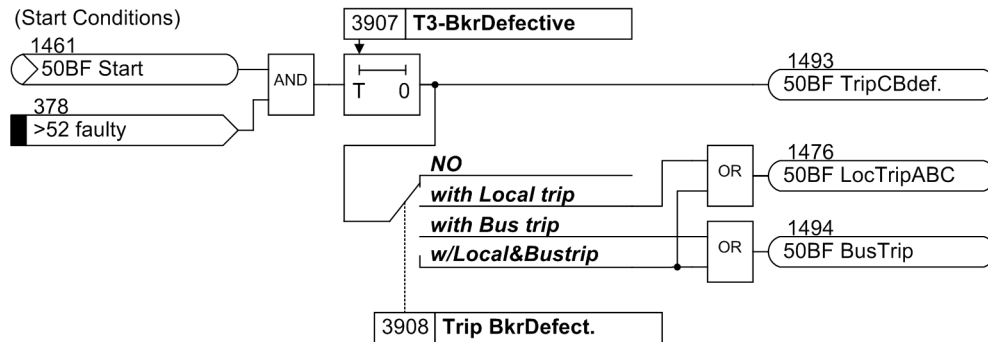 (Start Conditions)
3907 T3-BkrDefective
1461
50BF Start
AND
T 0
1493
50BF TripCBdef.
378
>52 faulty
NO
OR
1476
50BF LocTripABC
with Local trip
with Bus trip
OR
1494
50BF BusTrip
w/Local&Bustrip
3908 Trip BkrDefect.